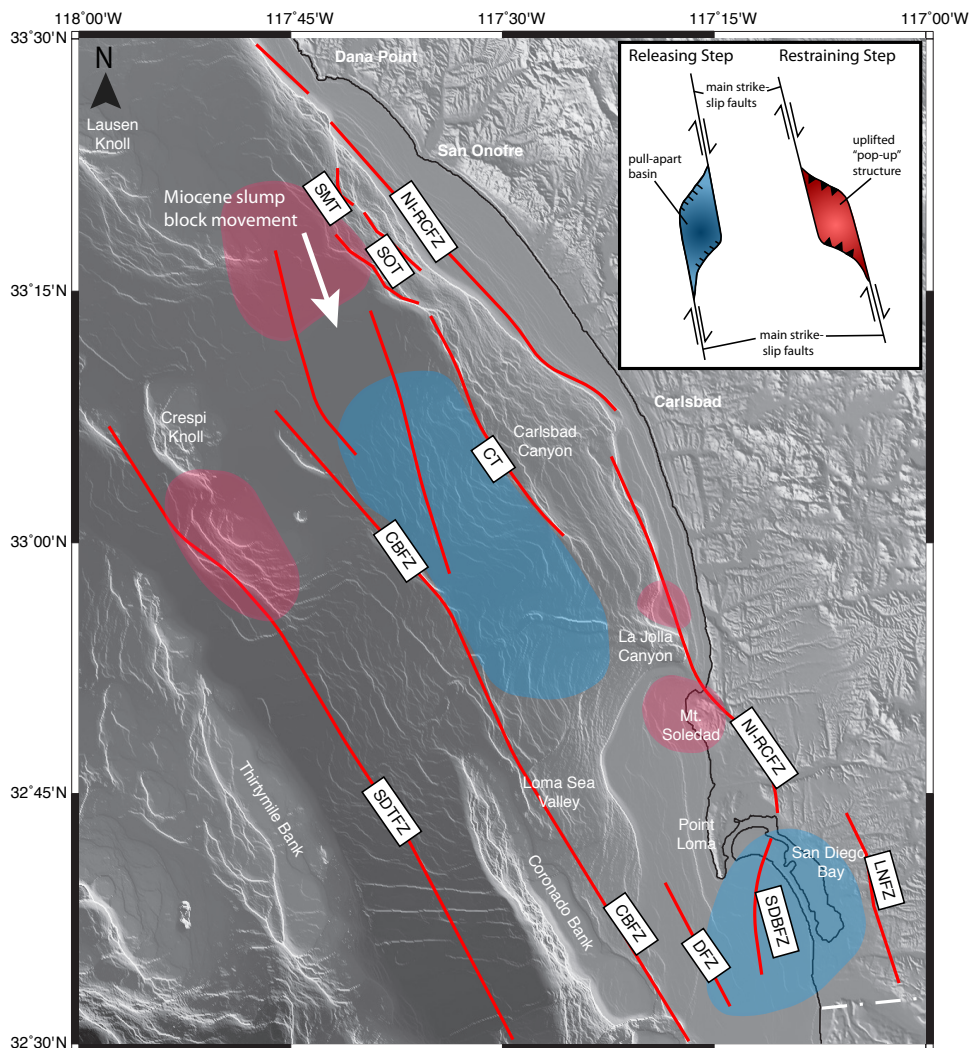 118°00'W
117°45'W
117°30'W
117°15'W
117°00'W
33°30'N
33°15'N
33°00'N
32°45'N
32°30'N
N
Lausen
Knoll
Dana Point
San Onofre
Miocene slump
block movement
SMT
SOT
NI-RCFZ
Releasing Step
Restraining Step
main strike-
slip faults
pull-apart
basin
uplifted
"pop-up"
structure
main strike-
slip faults
Crespi
Knoll
Carlsbad
Carlsbad
Canyon
CT
CBFZ
La Jolla
Canyon
Mt.
Soledad
NI-RCFZ
Thirtymile Bank
SDTFZ
Loma Sea
Valley
Coronado Bank
Point
Loma
San Diego
Bay
LNFZ
CBFZ
DFZ
SDBFZ